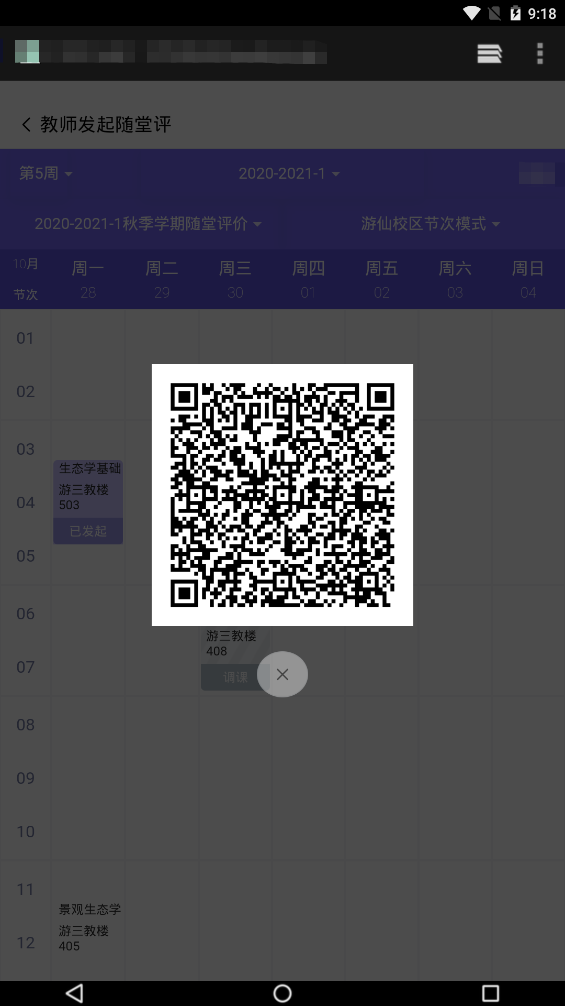 9:18
教师发起随堂评
第5周 2020-2021-1
2020-2021-1秋季学期随堂评价 游仙校区节次模式
10月 周一 周二 周三 周四 周五 周六 周日
节次 28 29 30 01 02 03 04
01
02
03
生态学基础
游三教楼
04
503
已发起
05
06
游三教楼
408
07
调课
08
09
10
11
景观生态学
游三教楼
12
405